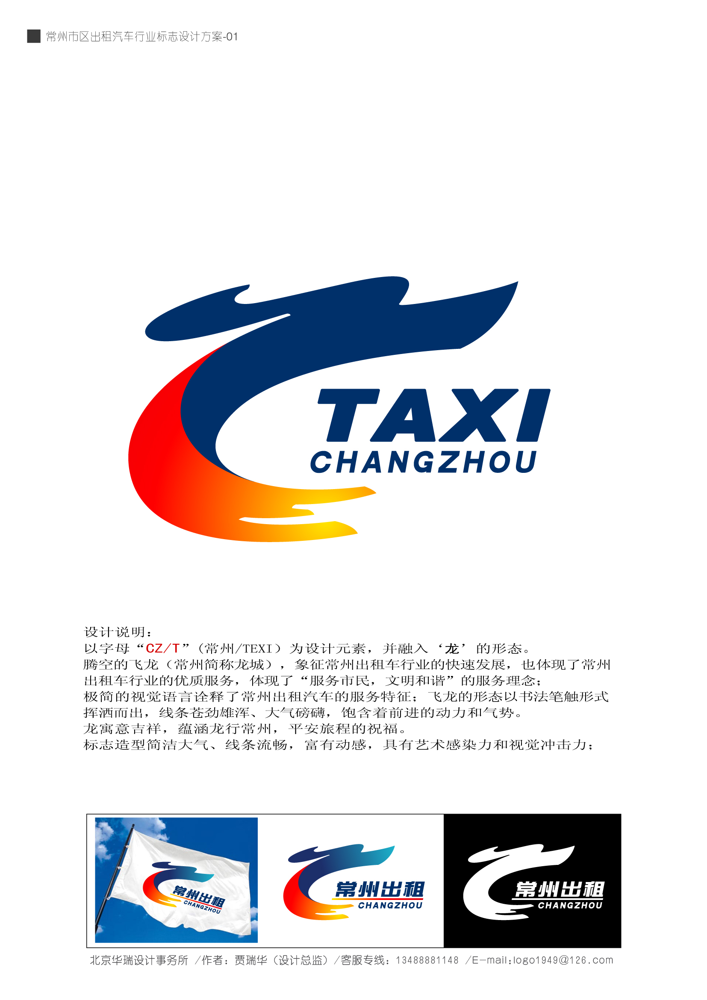 常州市区出租汽车行业标志设计方案-01
TAXI
CHANGZHOU
设计说明：
以字母“CZ/T”（常州/TEXI）为设计元素，并融入‘龙’的形态。
腾空的飞龙（常州简称龙城），象征常州出租车行业的快速发展，也体现了常州
出租车行业的优质服务，体现了“服务市民，文明和谐”的服务理念；
极简的视觉语言诠释了常州出租汽车的服务特征；飞龙的形态以书法笔触形式
挥洒而出，线条苍劲雄浑、大气磅礴，饱含着前进的动力和气势。
龙寓意吉祥，蕴涵龙行常州，平安旅程的祝福。
标志造型简洁大气、线条流畅，富有动感，具有艺术感染力和视觉冲击力；
常州出租
CHANGZHOU
常州出租
CHANGZHOU
常州出租
CHANGZHOU
北京华瑞设计事务所 /作者：贾瑞华（设计总监）/客服专线：13488881148 /E-mail:logo1949@126.com